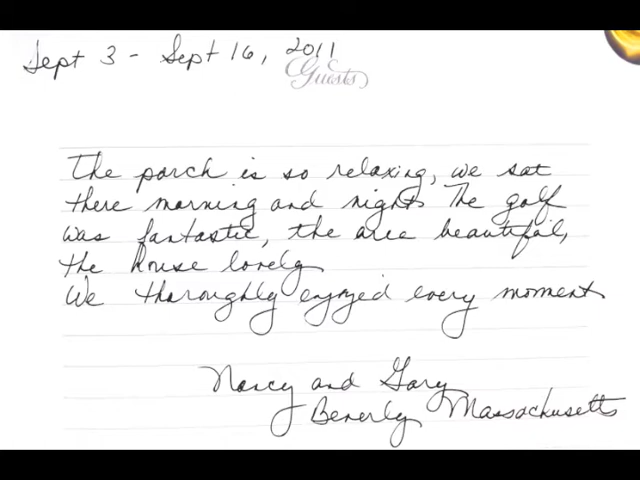 Sept 3 - Sept 16, 2011
Guests
The porch is so relaxing, we sat
there morning and night. The golf
was fantastic, the area beautiful,
the house lovely
We thoroughly enjoyed every moment
Nancy and Gary
Beverly Massachusetts